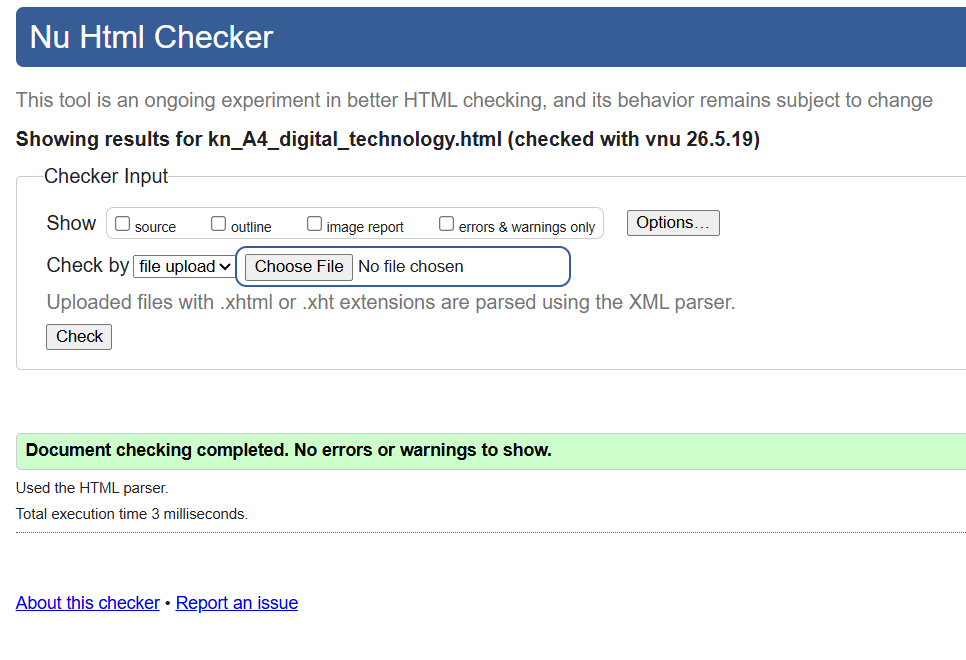 Nu Html Checker
This tool is an ongoing experiment in better HTML checking, and its behavior remains subject to change
Showing results for kn_A4_digital_technology.html (checked with vnu 26.5.19)
Checker Input
Show source outline image report errors & warnings only Options…
Check by file upload Choose File No file chosen
Uploaded files with .xhtml or .xht extensions are parsed using the XML parser.
Check
Document checking completed. No errors or warnings to show.
Used the HTML parser.
Total execution time 3 milliseconds.
About this checker • Report an issue